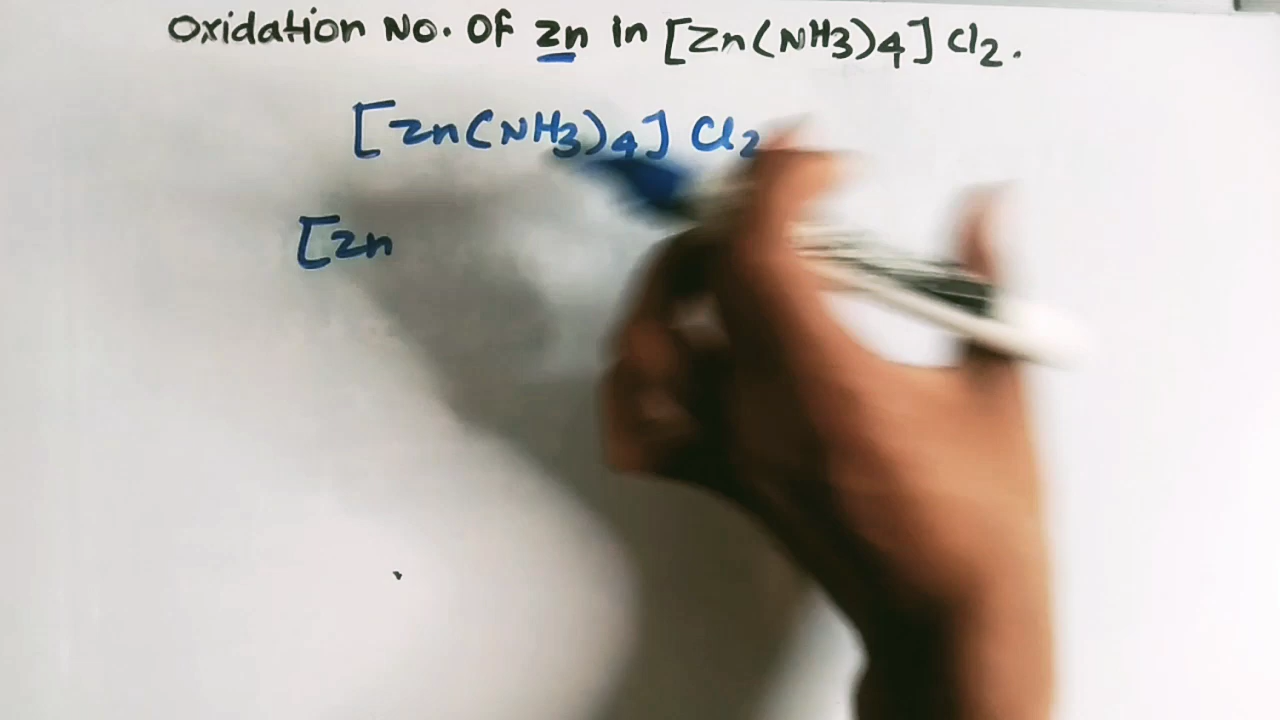 Oxidation No. Of Zn in [Zn(NH3)4] Cl2.
[Zn(NH3)4] Cl2
[Zn